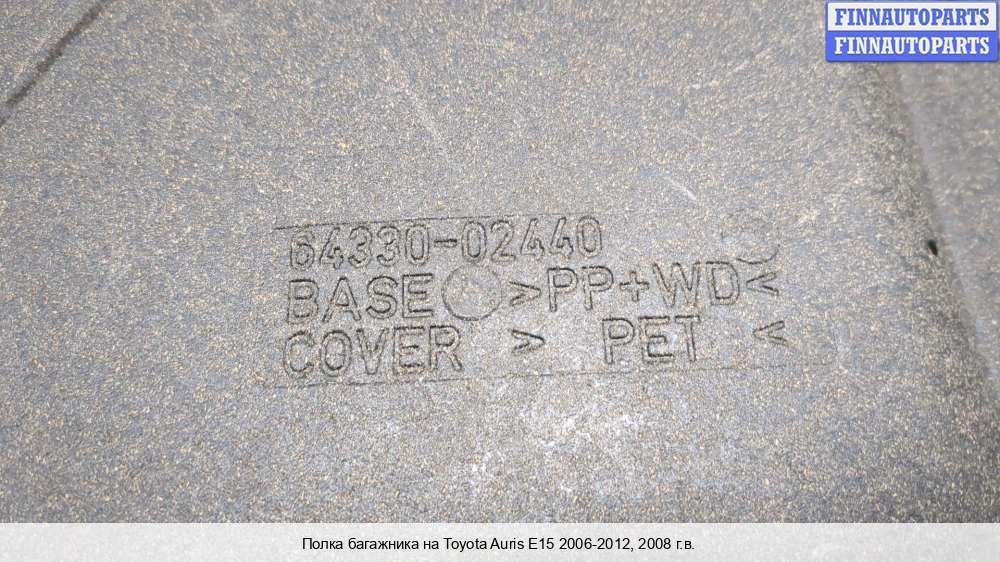 FINNAUTOPARTS
FINNAUTOPARTS
64330-02440
BASE >PP+WD<
COVER > PET <
Полка багажника на Toyota Auris E15 2006-2012, 2008 г.в.